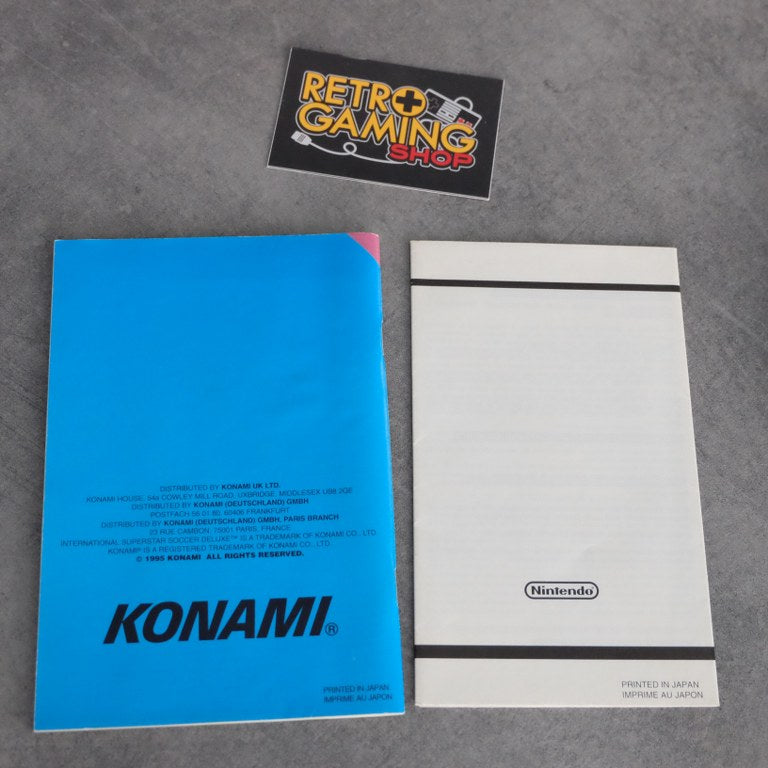 RETRO
GAMING
SHOP
DISTRIBUTED BY KONAMI UK LTD.
KONAMI HOUSE, 54a COWLEY MILL ROAD, UXBRIDGE, MIDDLESEX UB8 2QE
DISTRIBUTED BY KONAMI (DEUTSCHLAND) GMBH
POSTFACH 56 01 80, 60406 FRANKFURT
DISTRIBUTED BY KONAMI (DEUTSCHLAND) GMBH, PARIS BRANCH
23 RUE CAMBON, 75001 PARIS, FRANCE
INTERNATIONAL SUPERSTAR SOCCER DELUXE™ IS A TRADEMARK OF KONAMI CO., LTD.
KONAMI® IS A REGISTERED TRADEMARK OF KONAMI CO., LTD.
© 1995 KONAMI ALL RIGHTS RESERVED.
KONAMI®
PRINTED IN JAPAN
IMPRIME AU JAPON
Nintendo®
PRINTED IN JAPAN
IMPRIME AU JAPON